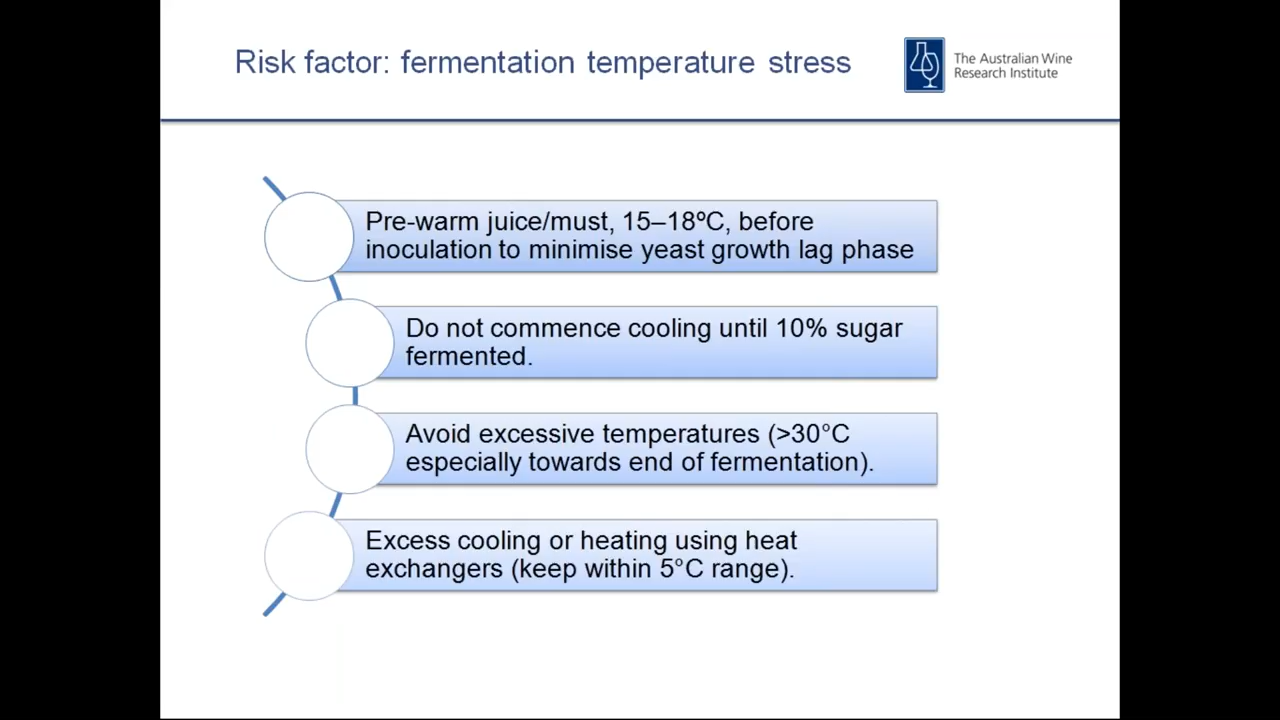 Risk factor: fermentation temperature stress
The Australian Wine
Research Institute
Pre-warm juice/must, 15–18ºC, before
inoculation to minimise yeast growth lag phase
Do not commence cooling until 10% sugar
fermented.
Avoid excessive temperatures (>30°C
especially towards end of fermentation).
Excess cooling or heating using heat
exchangers (keep within 5°C range).